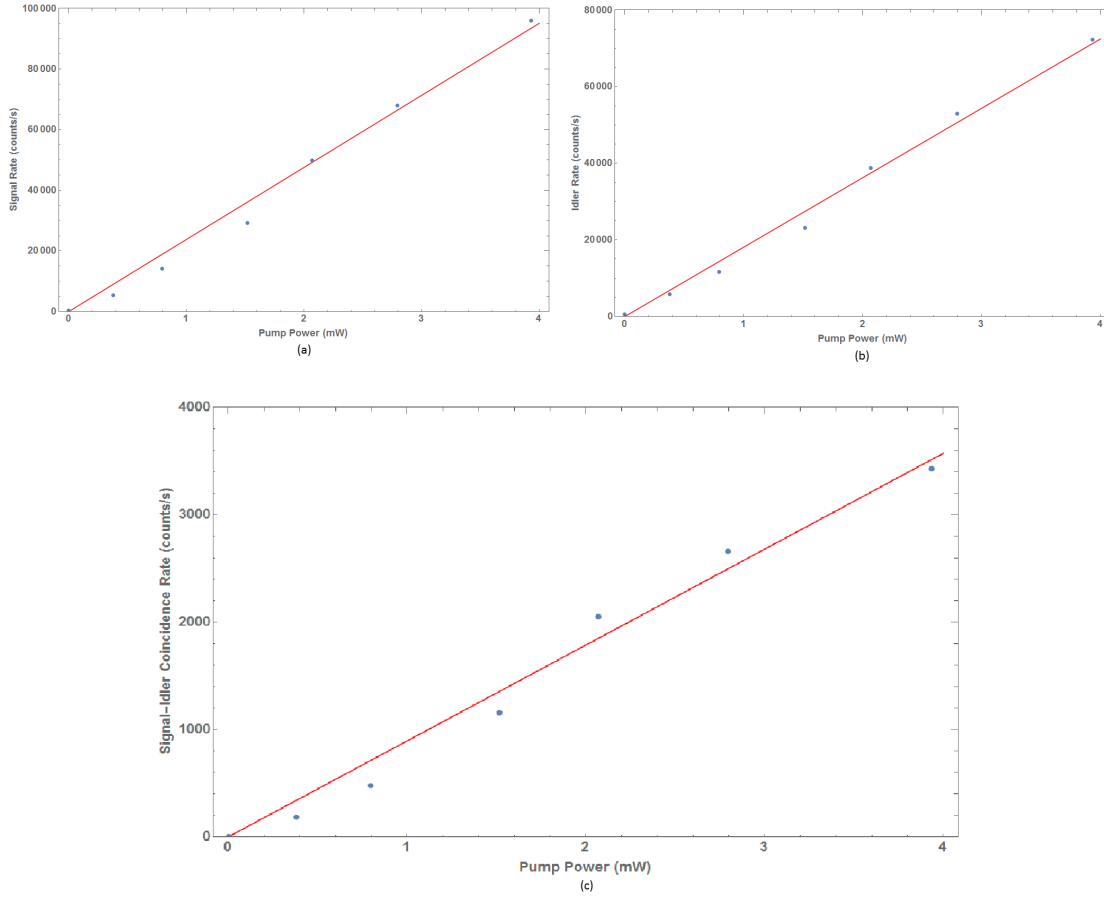 100 000
80 000
60 000
40 000
20 000
0
Signal Rate (counts/s)
0 1 2 3 4
Pump Power (mW)
(a)
80 000
60 000
40 000
20 000
0
Idler Rate (counts/s)
0 1 2 3 4
Pump Power (mW)
(b)
4000
3000
2000
1000
0
Signal-Idler Coincidence Rate (counts/s)
0 1 2 3 4
Pump Power (mW)
(c)